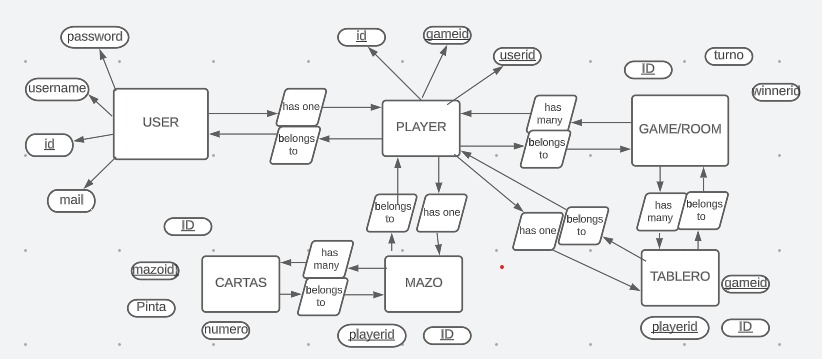 password
id
gameid
userid
ID
turno
username
winnerid
USER
has one
belongs
to
PLAYER
has
many
belongs
to
GAME/ROOM
id
mail
belongs
to
has one
has one
belongs
to
has
many
belongs
to
ID
mazoid
Pinta
numero
CARTAS
has
many
belongs
to
MAZO
TABLERO
gameid
playerid
ID
playerid
ID